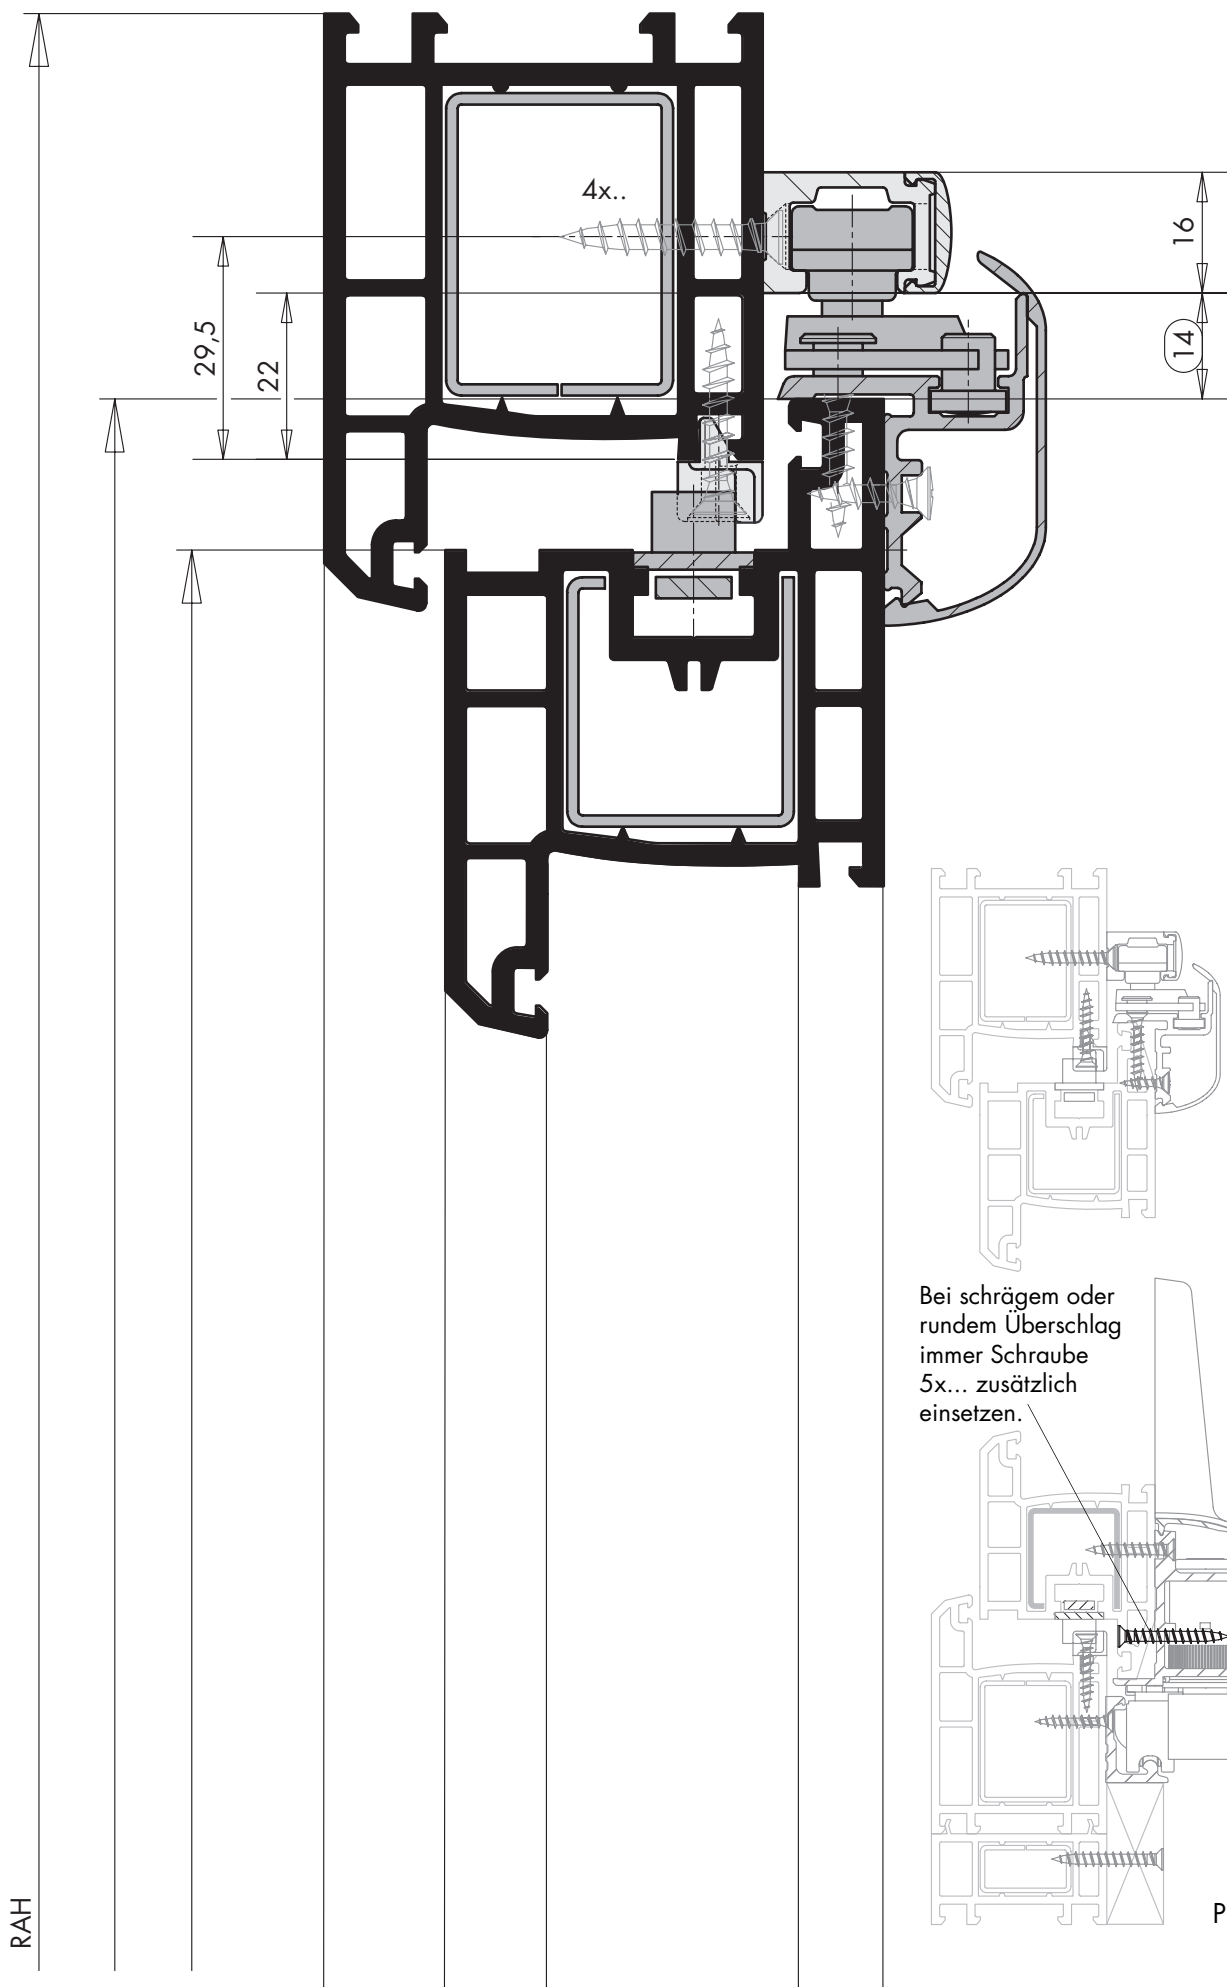 4x..
16
29,5
22
14
Bei schrägem oder
rundem Überschlag
immer Schraube
5x... zusätzlich
einsetzen.
RAH
P